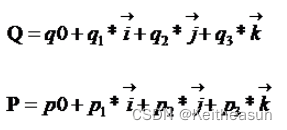 Q = q0 + q₁ * i⃗ + q₂ * j⃗ + q₃ * k⃗
P = p0 + p₁ * i⃗ + p₂ * j⃗ + p₃ * k⃗
CSDN @Keitheasun